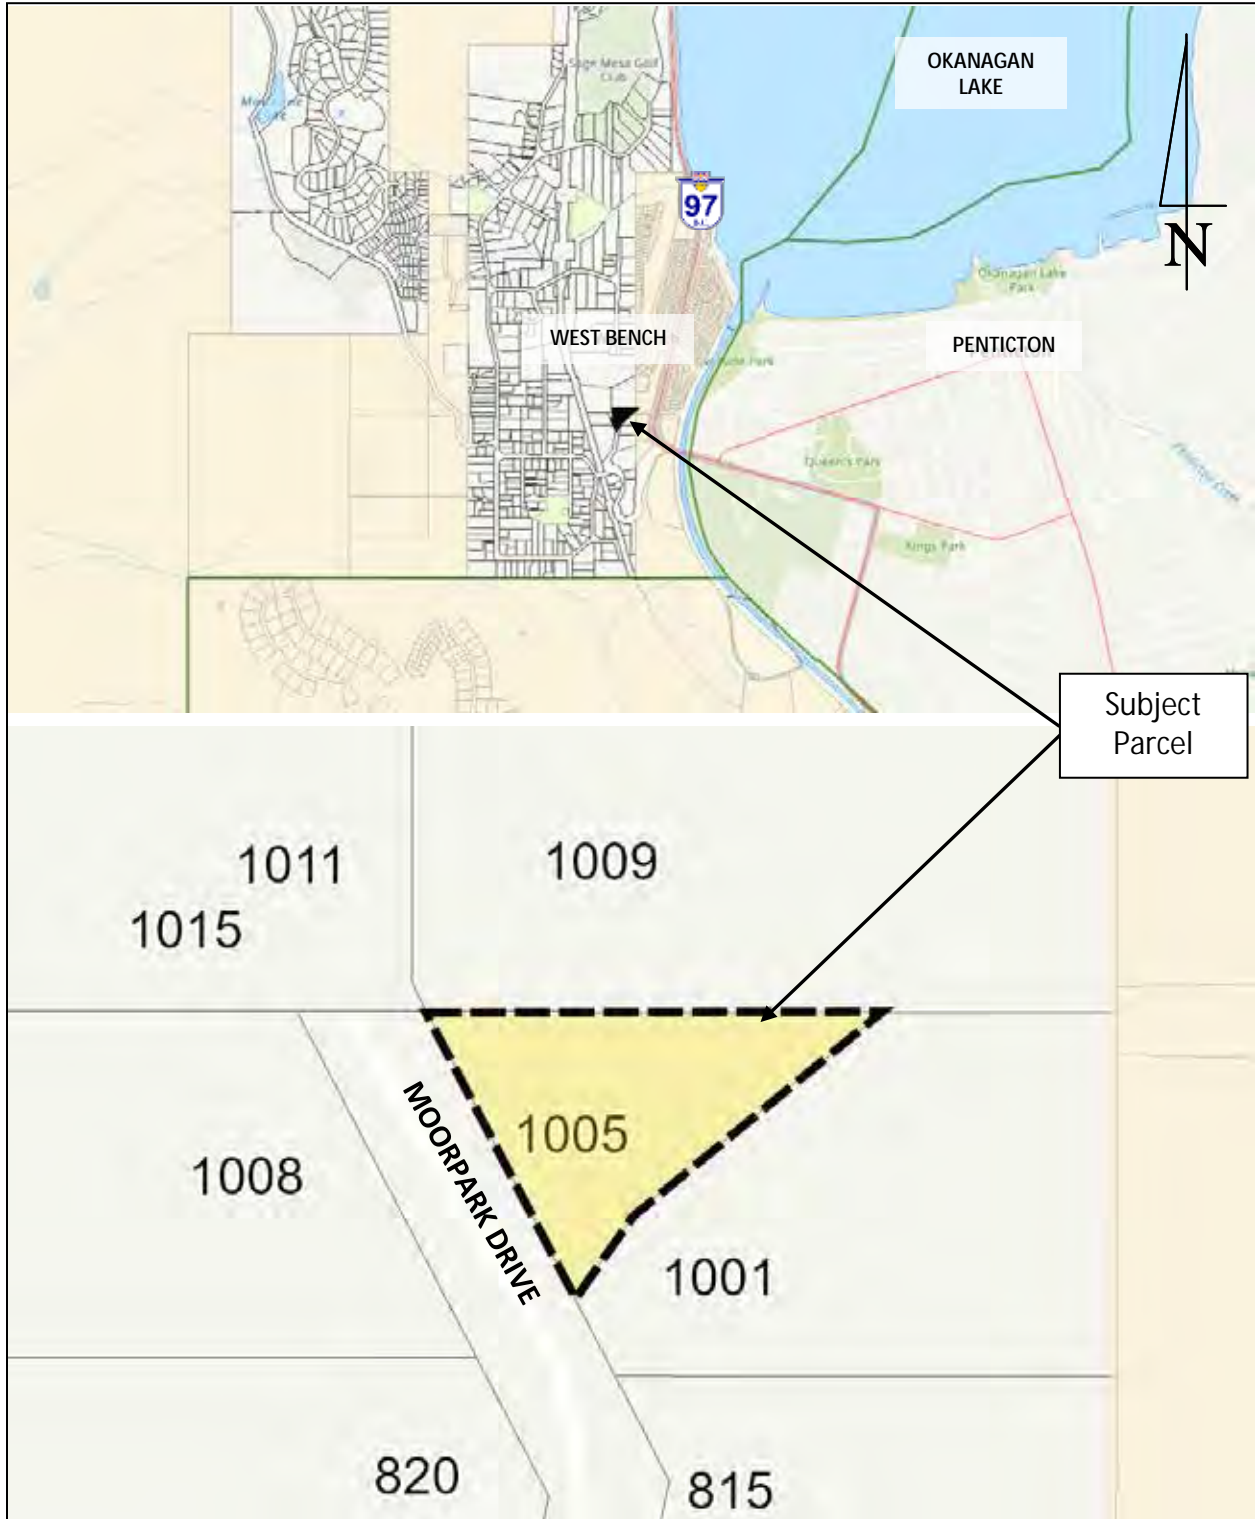 OKANAGAN
LAKE
Sage Mesa Golf
Club
97
N
Okanagan Lake
Park
WEST BENCH
PENTICTON
Park
Queen's Park
Kings Park
Subject
Parcel
1011
1009
1015
1005
MOORPARK DRIVE
1008
1001
820
815